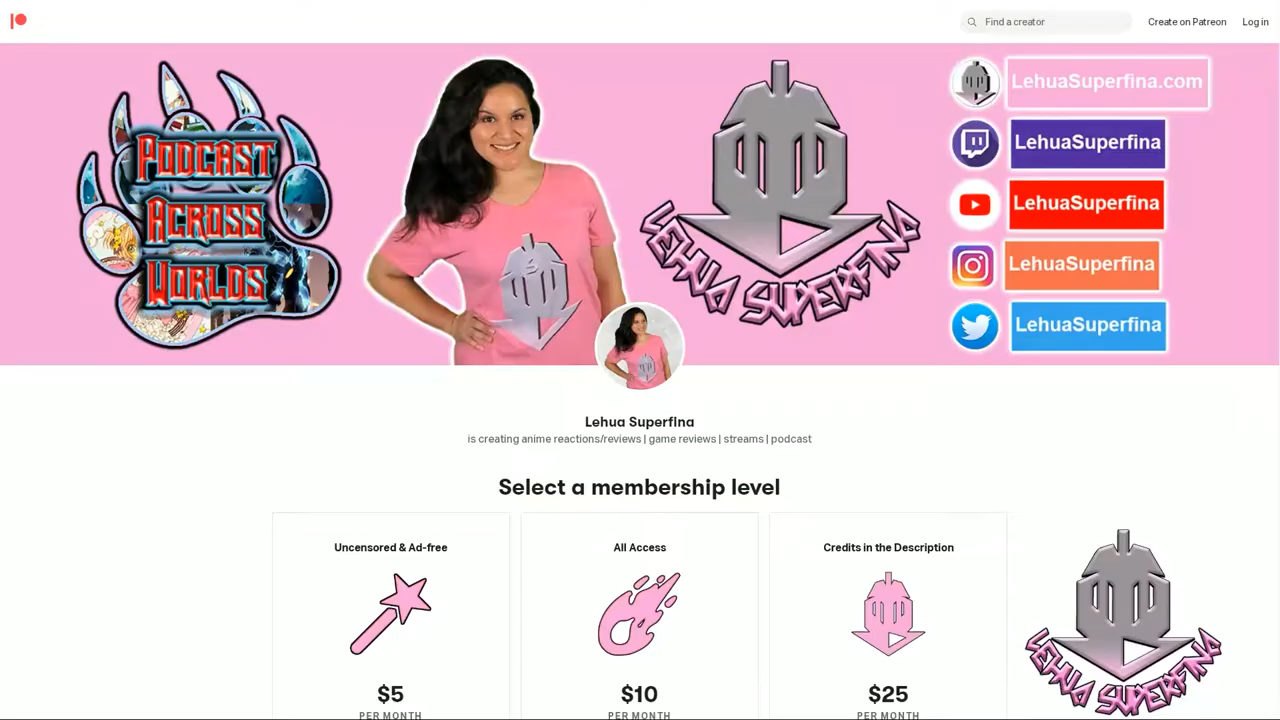 Find a creator
Create on Patreon
Log in
PODCAST
ACROSS
WORLDS
LEHUA SUPERFINA
LehuaSuperfina.com
LehuaSuperfina
LehuaSuperfina
LehuaSuperfina
LehuaSuperfina
Lehua Superfina
is creating anime reactions/reviews | game reviews | streams | podcast
Select a membership level
Uncensored & Ad-free
$5
PER MONTH
All Access
$10
PER MONTH
Credits in the Description
$25
PER MONTH
LEHUA SUPERFINA